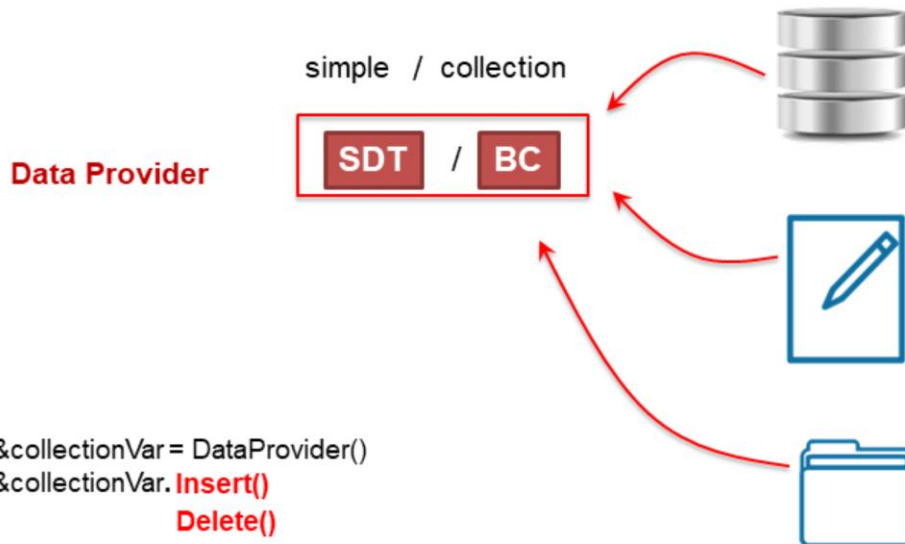 simple / collection
SDT / BC
Data Provider
&collectionVar = DataProvider()
&collectionVar. Insert()
Delete()